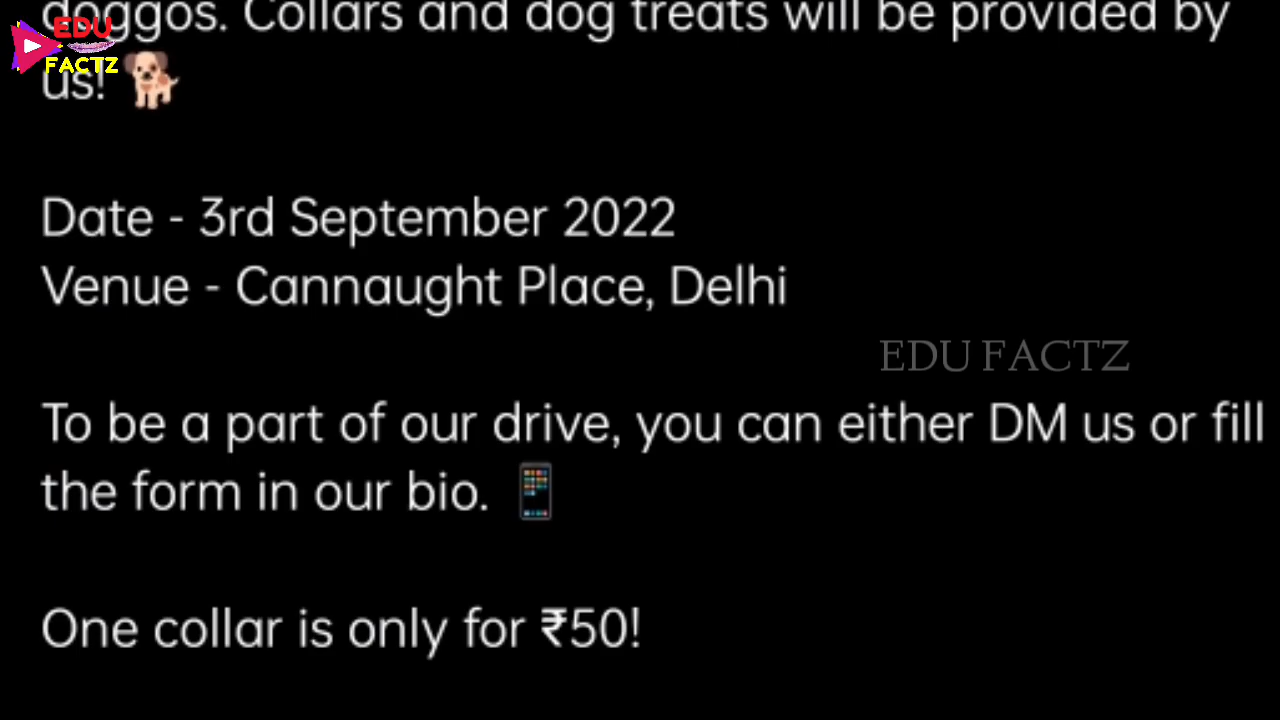 doggos. Collars and dog treats will be provided by
EDU
FACTZ
us! 🐕
Date - 3rd September 2022
Venue - Cannaught Place, Delhi
EDU FACTZ
To be a part of our drive, you can either DM us or fill
the form in our bio. 📱
One collar is only for ₹50!